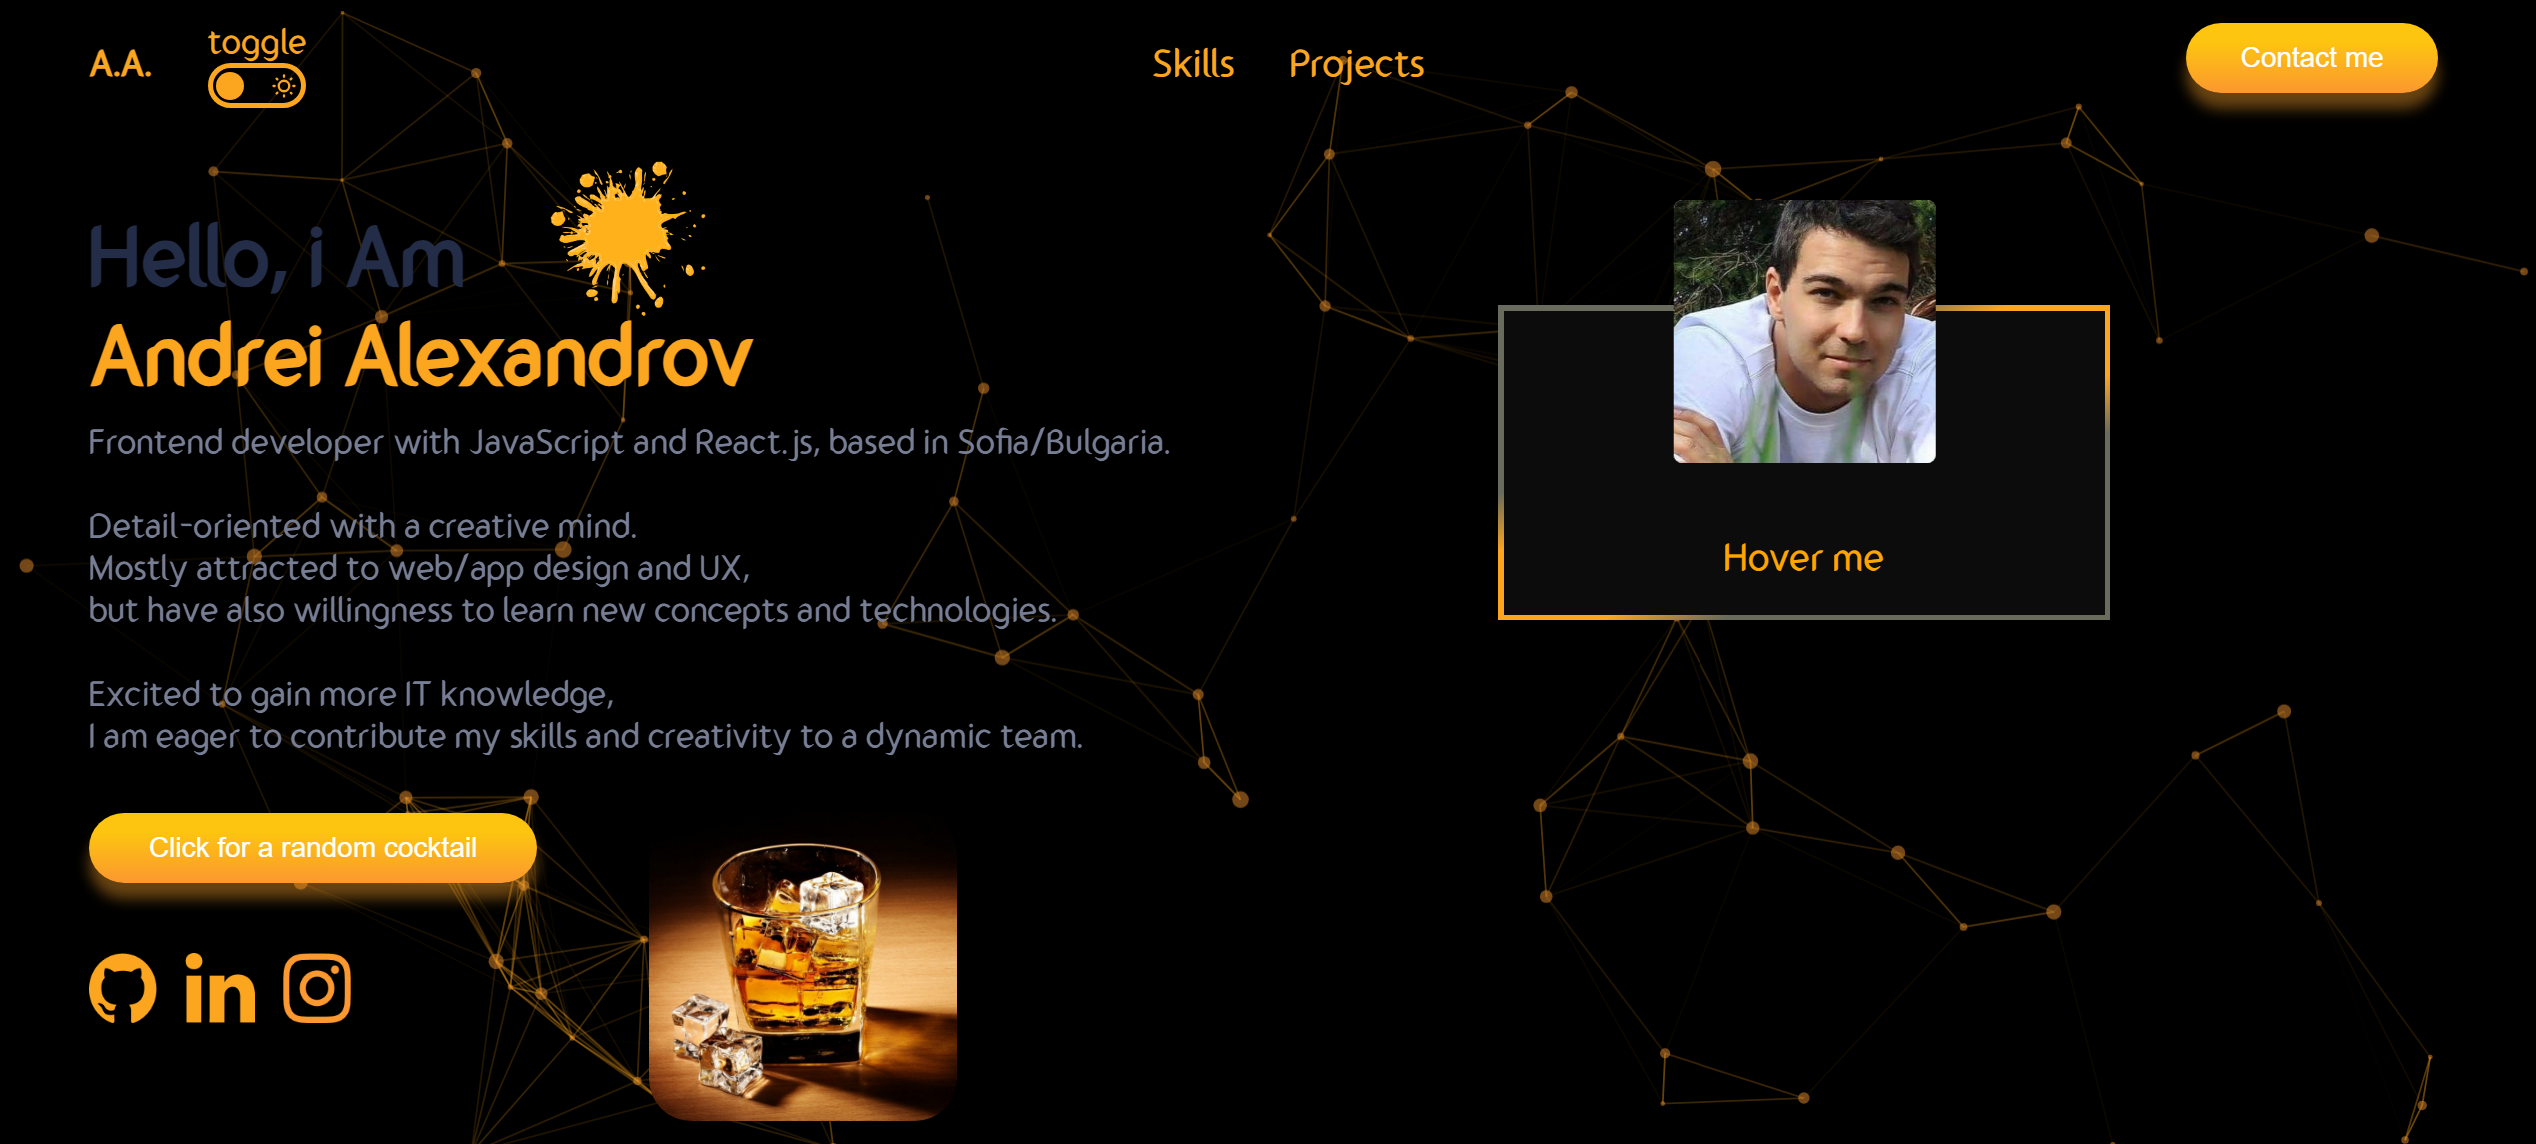 A.A.
toggle
Skills
Projects
Contact me
Hello, i Am
Andrei Alexandrov
Frontend developer with JavaScript and React.js, based in Sofia/Bulgaria.
Detail-oriented with a creative mind.
Mostly attracted to web/app design and UX,
but have also willingness to learn new concepts and technologies.
Excited to gain more IT knowledge,
I am eager to contribute my skills and creativity to a dynamic team.
Hover me
Click for a random cocktail
in